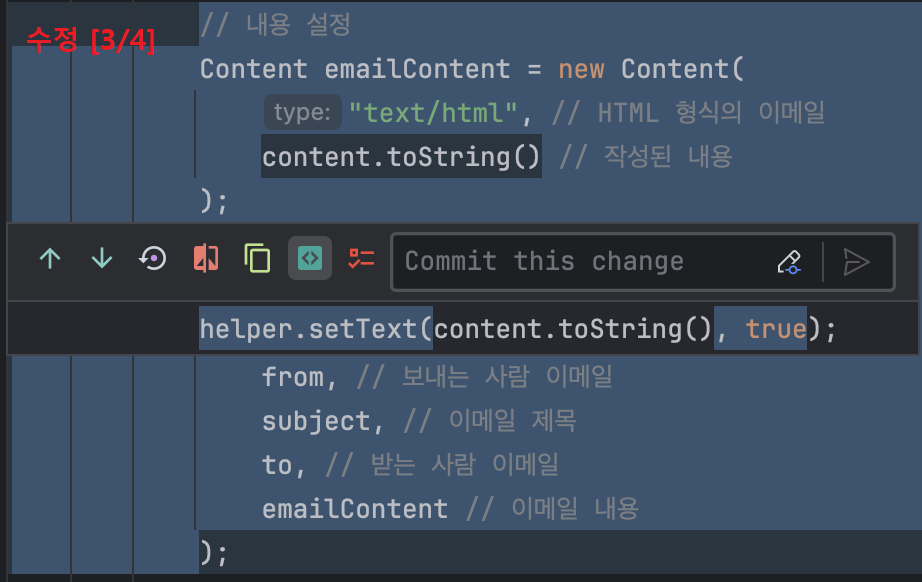 // 내용 설정
수정 [3/4]
Content emailContent = new Content(
type: "text/html", // HTML 형식의 이메일
content.toString() // 작성된 내용
);
Commit this change
helper.setText(content.toString(), true);
from, // 보내는 사람 이메일
subject, // 이메일 제목
to, // 받는 사람 이메일
emailContent // 이메일 내용
);